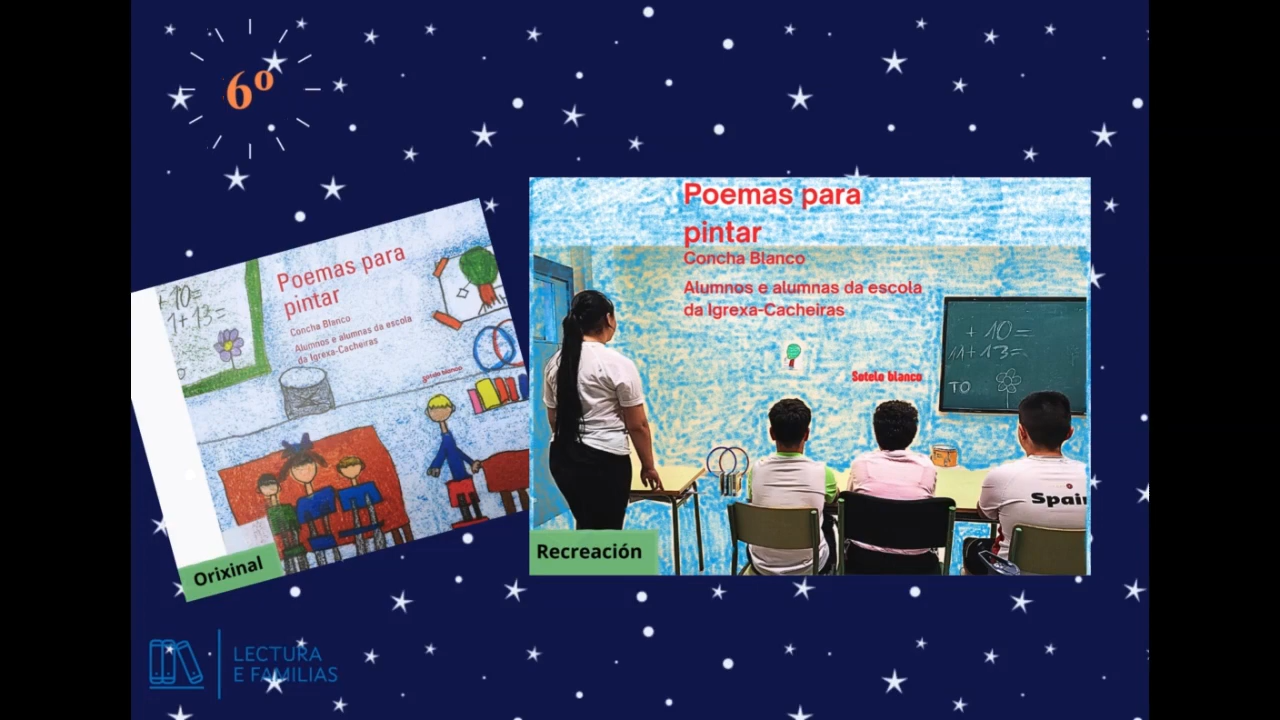 6º
Poemas para
pintar
Concha Blanco
Alumnos e alumnas da escola
da Igrexa-Cacheiras
sotelo blanco
+ 10=
1+ 13=
Orixinal
Poemas para
pintar
Concha Blanco
Alumnos e alumnas da escola
da Igrexa-Cacheiras
Sotelo blanco
+ 10=
11+ 13=
TO
Spain
Recreación
LECTURA
E FAMILIAS